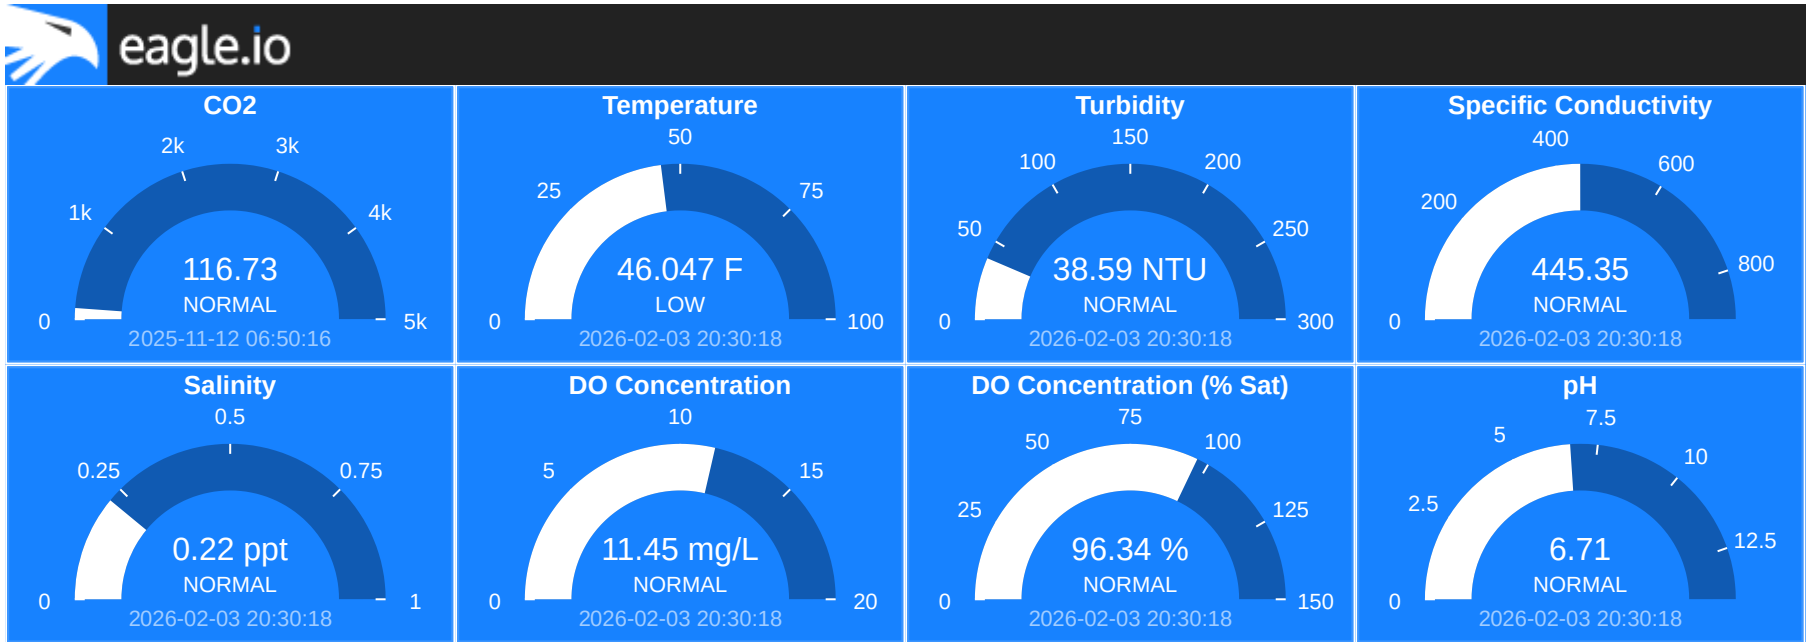 eagle.io
CO2
0
1k
2k
3k
4k
5k
116.73
NORMAL
2025-11-12 06:50:16
Temperature
0
25
50
75
100
46.047 F
LOW
2026-02-03 20:30:18
Turbidity
0
50
100
150
200
250
300
38.59 NTU
NORMAL
2026-02-03 20:30:18
Specific Conductivity
0
200
400
600
800
445.35
NORMAL
2026-02-03 20:30:18
Salinity
0
0.25
0.5
0.75
1
0.22 ppt
NORMAL
2026-02-03 20:30:18
DO Concentration
0
5
10
15
20
11.45 mg/L
NORMAL
2026-02-03 20:30:18
DO Concentration (% Sat)
0
25
50
75
100
125
150
96.34 %
NORMAL
2026-02-03 20:30:18
pH
0
2.5
5
7.5
10
12.5
6.71
NORMAL
2026-02-03 20:30:18